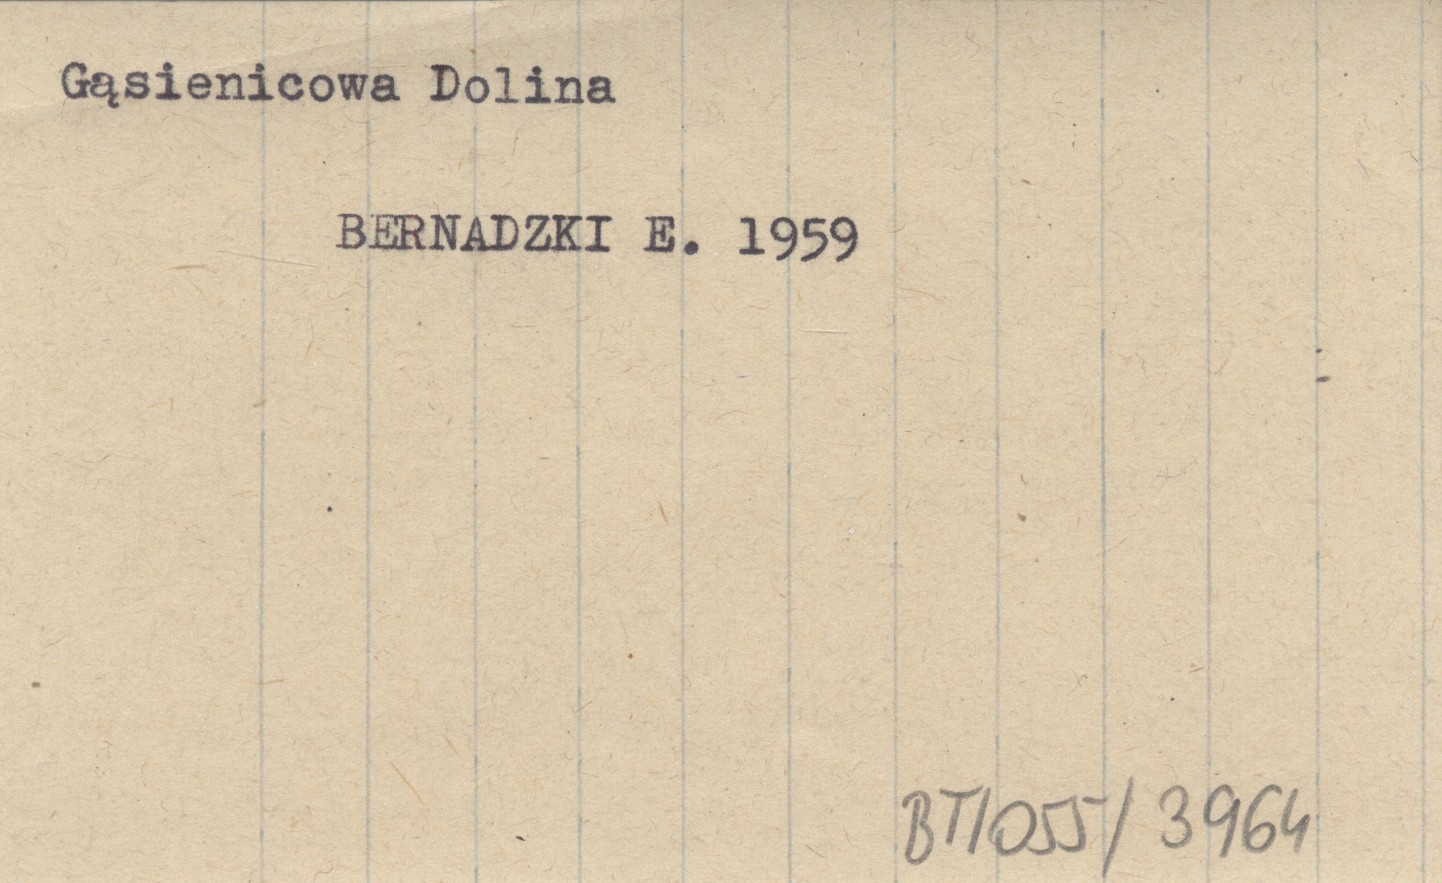 Gąsienicowa Dolina
BERNADZKI E. 1959
BT/055/3964